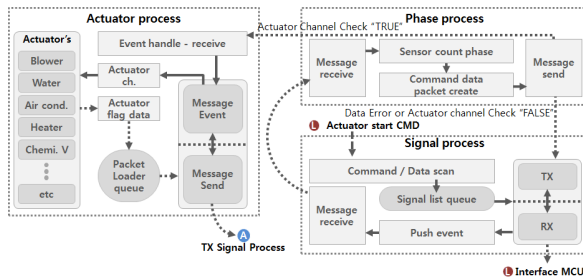 Actuator process
Actuator's
Blower
Water
Air cond.
Heater
Chemi. V
etc
Event handle - receive
Actuator
ch.
Actuator
flag data
Packet
Loader
queue
Message
Event
Message
Send
A
TX Signal Process
Actuator Channel Check “TRUE”
Phase process
Message
receive
Sensor count phase
Command data
packet create
Message
send
Data Error or Actuator channel Check “FALSE”
L Actuator start CMD
Signal process
Command / Data scan
Signal list queue
Message
receive
Push event
TX
RX
L Interface MCU